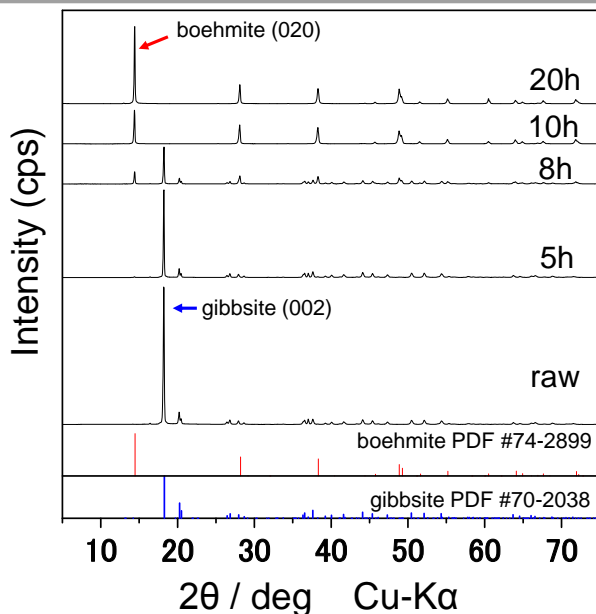 boehmite (020)
20h
10h
8h
5h
gibbsite (002)
raw
boehmite PDF #74-2899
gibbsite PDF #70-2038
Intensity (cps)
10 20 30 40 50 60 70
2θ / deg Cu-Kα